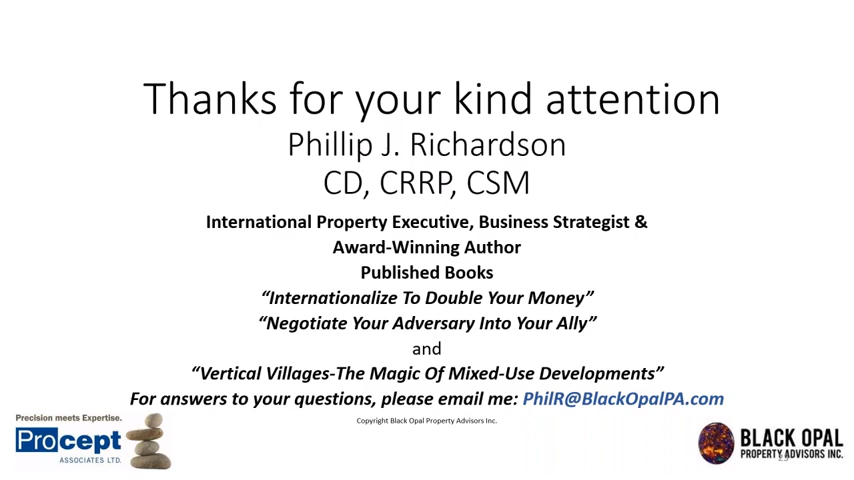 Thanks for your kind attention
Phillip J. Richardson
CD, CRRP, CSM
International Property Executive, Business Strategist &
Award-Winning Author
Published Books
“Internationalize To Double Your Money”
“Negotiate Your Adversary Into Your Ally”
and
“Vertical Villages-The Magic Of Mixed-Use Developments”
For answers to your questions, please email me: PhilR@BlackOpalPA.com
Copyright Black Opal Property Advisors Inc.
Precision meets Expertise.
Procept
ASSOCIATES LTD.
BLACK OPAL
PROPERTY ADVISORS INC.